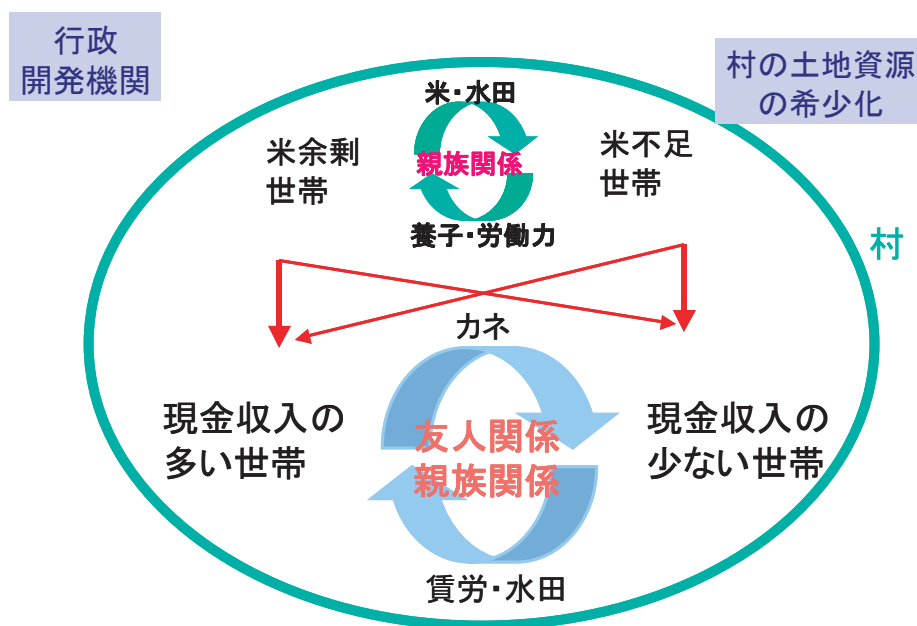 行政
開発機関
村の土地資源
の希少化
米・水田
米余剰
世帯
親族関係
米不足
世帯
養子・労働力
村
カネ
現金収入の
多い世帯
友人関係
親族関係
現金収入の
少ない世帯
賃労・水田